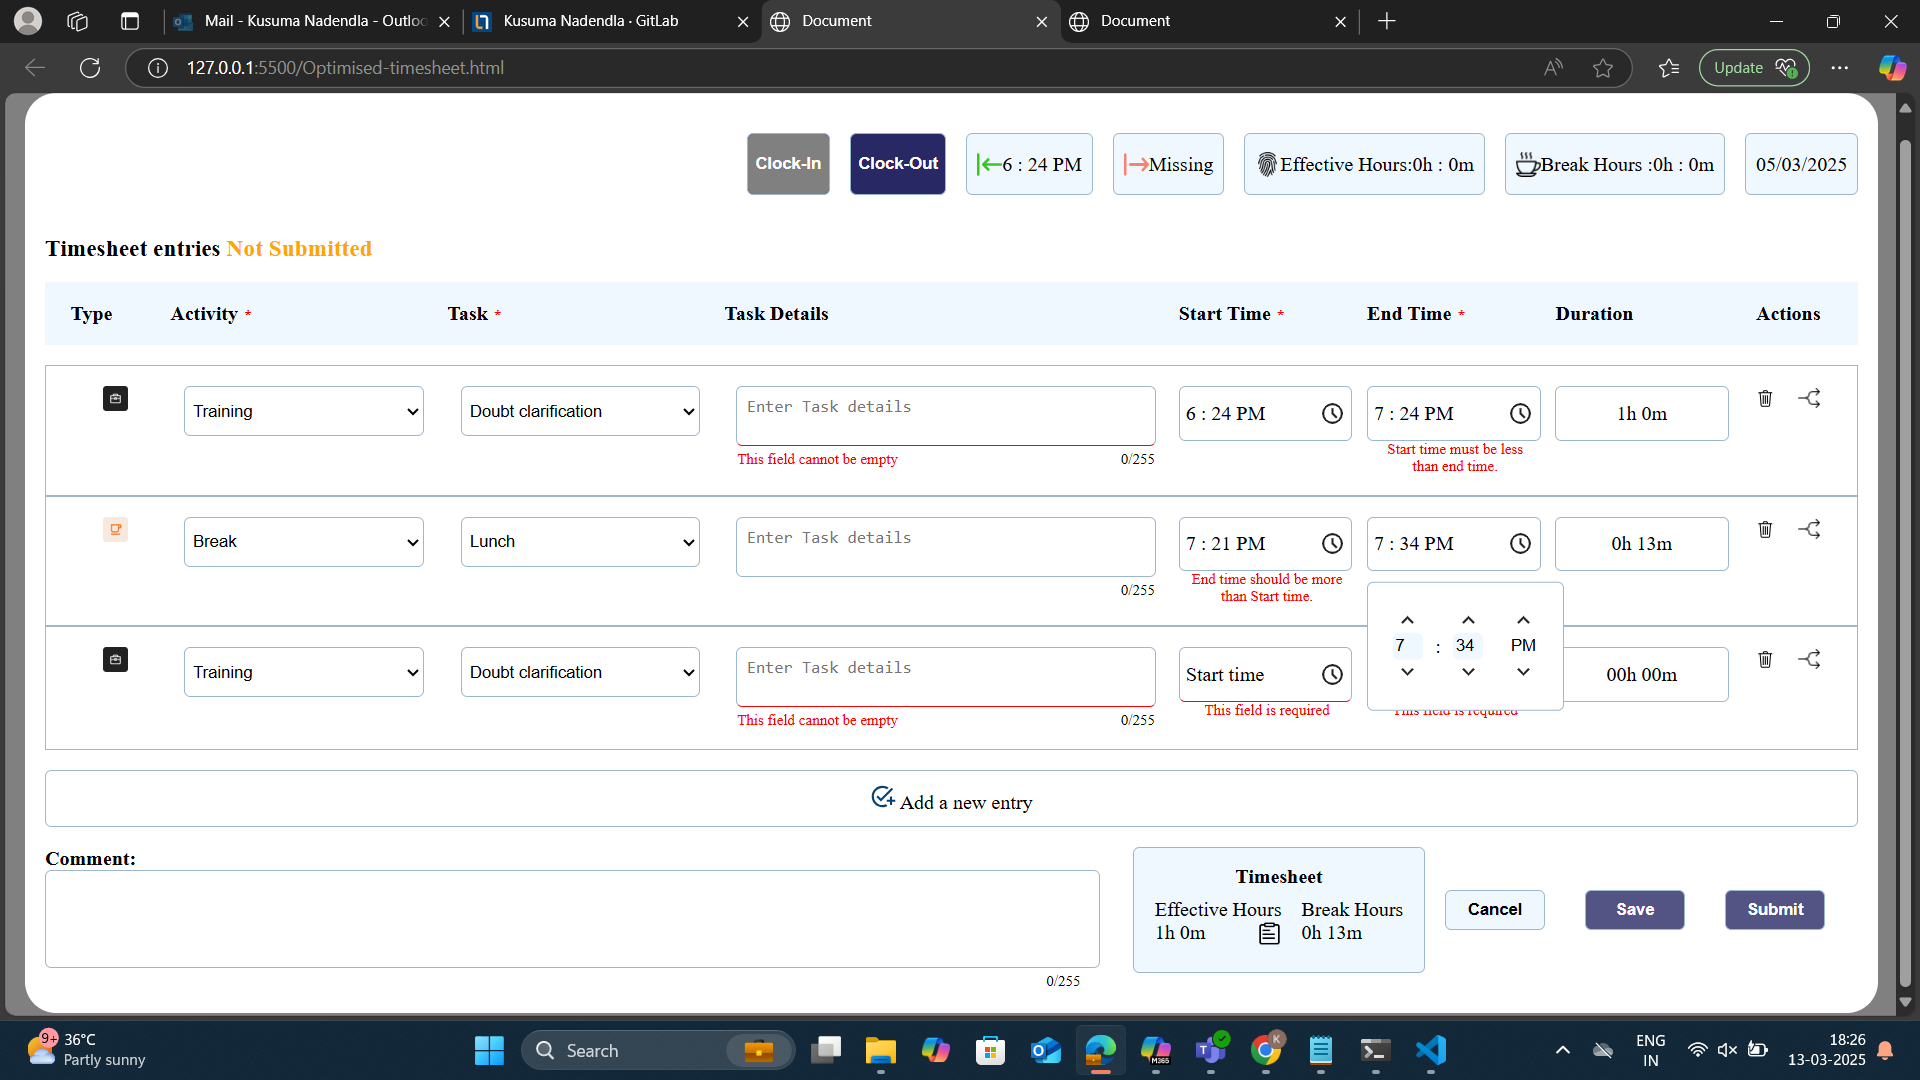 Mail - Kusuma Nadendla - Outloo
Kusuma Nadendla · GitLab
Document
Document
127.0.0.1:5500/Optimised-timesheet.html
Update
Clock-In
Clock-Out
6 : 24 PM
Missing
Effective Hours:0h : 0m
Break Hours :0h : 0m
05/03/2025
Timesheet entries Not Submitted
Type
Activity *
Task *
Task Details
Start Time *
End Time *
Duration
Actions
Training
Doubt clarification
Enter Task details
This field cannot be empty
0/255
6 : 24 PM
7 : 24 PM
Start time must be less
than end time.
1h 0m
Break
Lunch
Enter Task details
0/255
7 : 21 PM
End time should be more
than Start time.
7 : 34 PM
0h 13m
7 : 34 PM
Training
Doubt clarification
Enter Task details
This field cannot be empty
0/255
Start time
This field is required
This field is required
00h 00m
Add a new entry
Comment:
0/255
Timesheet
Effective Hours
1h 0m
Break Hours
0h 13m
Cancel
Save
Submit
9+
36°C
Partly sunny
Search
M365
K
ENG
IN
18:26
13-03-2025